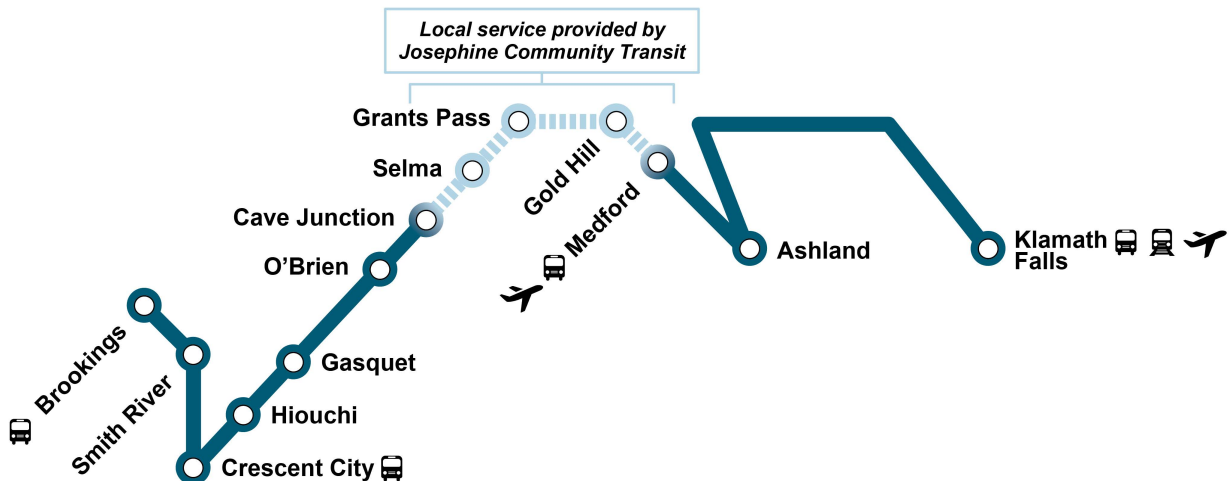 Local service provided by
Josephine Community Transit
Grants Pass
Selma
Gold Hill
Cave Junction
Medford
Ashland
Klamath
Falls
O'Brien
Brookings
Smith River
Gasquet
Hiouchi
Crescent City